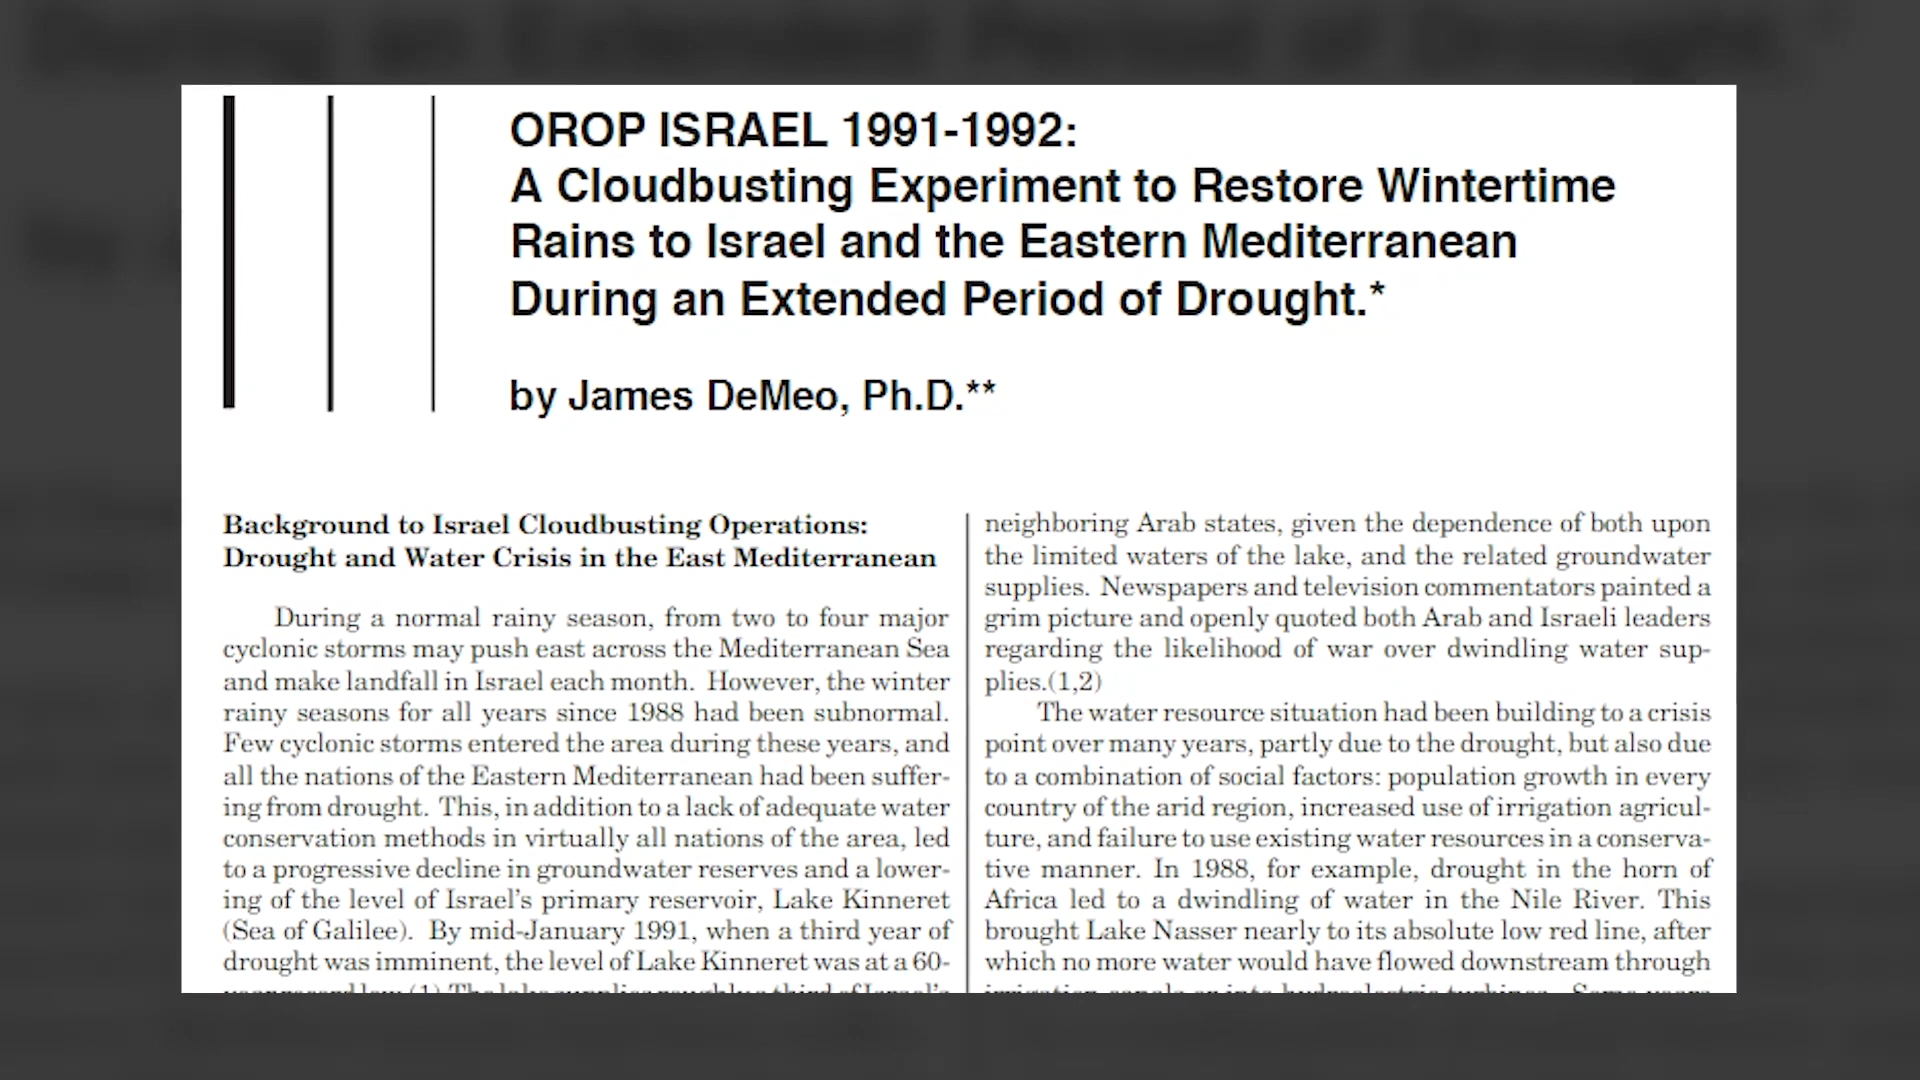 OROP ISRAEL 1991-1992:
A Cloudbusting Experiment to Restore Wintertime
Rains to Israel and the Eastern Mediterranean
During an Extended Period of Drought.*
by James DeMeo, Ph.D.**
Background to Israel Cloudbusting Operations:
Drought and Water Crisis in the East Mediterranean
During a normal rainy season, from two to four major
cyclonic storms may push east across the Mediterranean Sea
and make landfall in Israel each month. However, the winter
rainy seasons for all years since 1988 had been subnormal.
Few cyclonic storms entered the area during these years, and
all the nations of the Eastern Mediterranean had been suffer-
ing from drought. This, in addition to a lack of adequate water
conservation methods in virtually all nations of the area, led
to a progressive decline in groundwater reserves and a lower-
ing of the level of Israel's primary reservoir, Lake Kinneret
(Sea of Galilee). By mid-January 1991, when a third year of
drought was imminent, the level of Lake Kinneret was at a 60-
neighboring Arab states, given the dependence of both upon
the limited waters of the lake, and the related groundwater
supplies. Newspapers and television commentators painted a
grim picture and openly quoted both Arab and Israeli leaders
regarding the likelihood of war over dwindling water sup-
plies.(1,2)
The water resource situation had been building to a crisis
point over many years, partly due to the drought, but also due
to a combination of social factors: population growth in every
country of the arid region, increased use of irrigation agricul-
ture, and failure to use existing water resources in a conserva-
tive manner. In 1988, for example, drought in the horn of
Africa led to a dwindling of water in the Nile River. This
brought Lake Nasser nearly to its absolute low red line, after
which no more water would have flowed downstream through